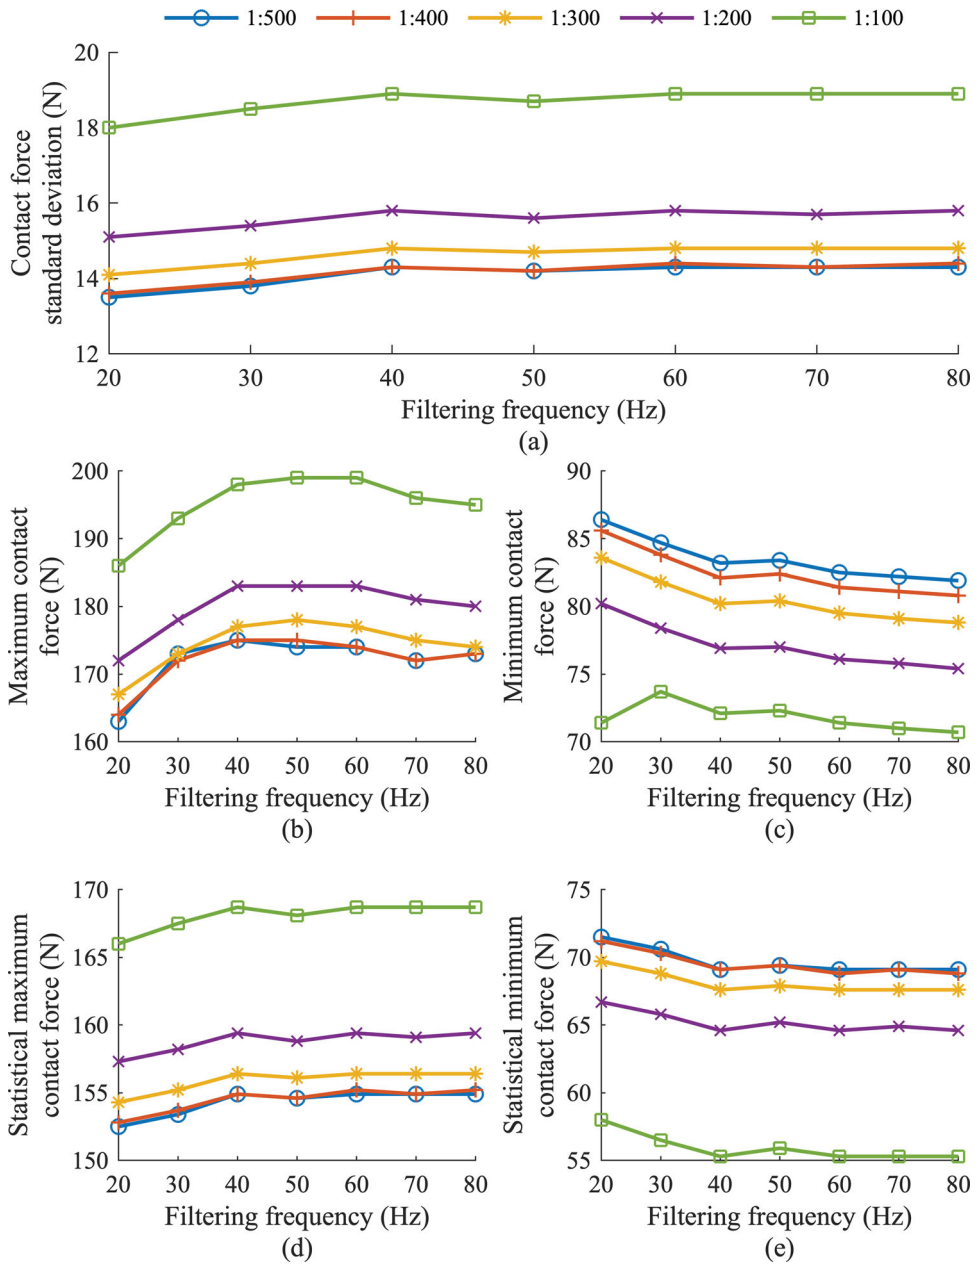 1:500 1:400 1:300 1:200 1:100
20
18
16
14
12
Contact force
standard deviation (N)
20 30 40 50 60 70 80
Filtering frequency (Hz)
(a)
200
190
180
170
160
Maximum contact
force (N)
20 30 40 50 60 70 80
Filtering frequency (Hz)
(b)
90
85
80
75
70
Minimum contact
force (N)
20 30 40 50 60 70 80
Filtering frequency (Hz)
(c)
170
165
160
155
150
Statistical maximum
contact force (N)
20 30 40 50 60 70 80
Filtering frequency (Hz)
(d)
75
70
65
60
55
Statistical minimum
contact force (N)
20 30 40 50 60 70 80
Filtering frequency (Hz)
(e)